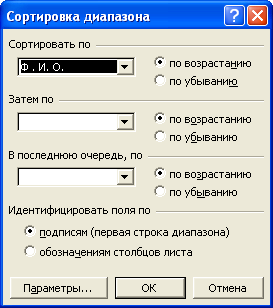 Сортировка диапазона
Сортировать по
Ф . И. О.
по возрастанию
по убыванию
Затем по
по возрастанию
по убыванию
В последнюю очередь, по
по возрастанию
по убыванию
Идентифицировать поля по
подписям (первая строка диапазона)
обозначениям столбцов листа
Параметры... ОК Отмена